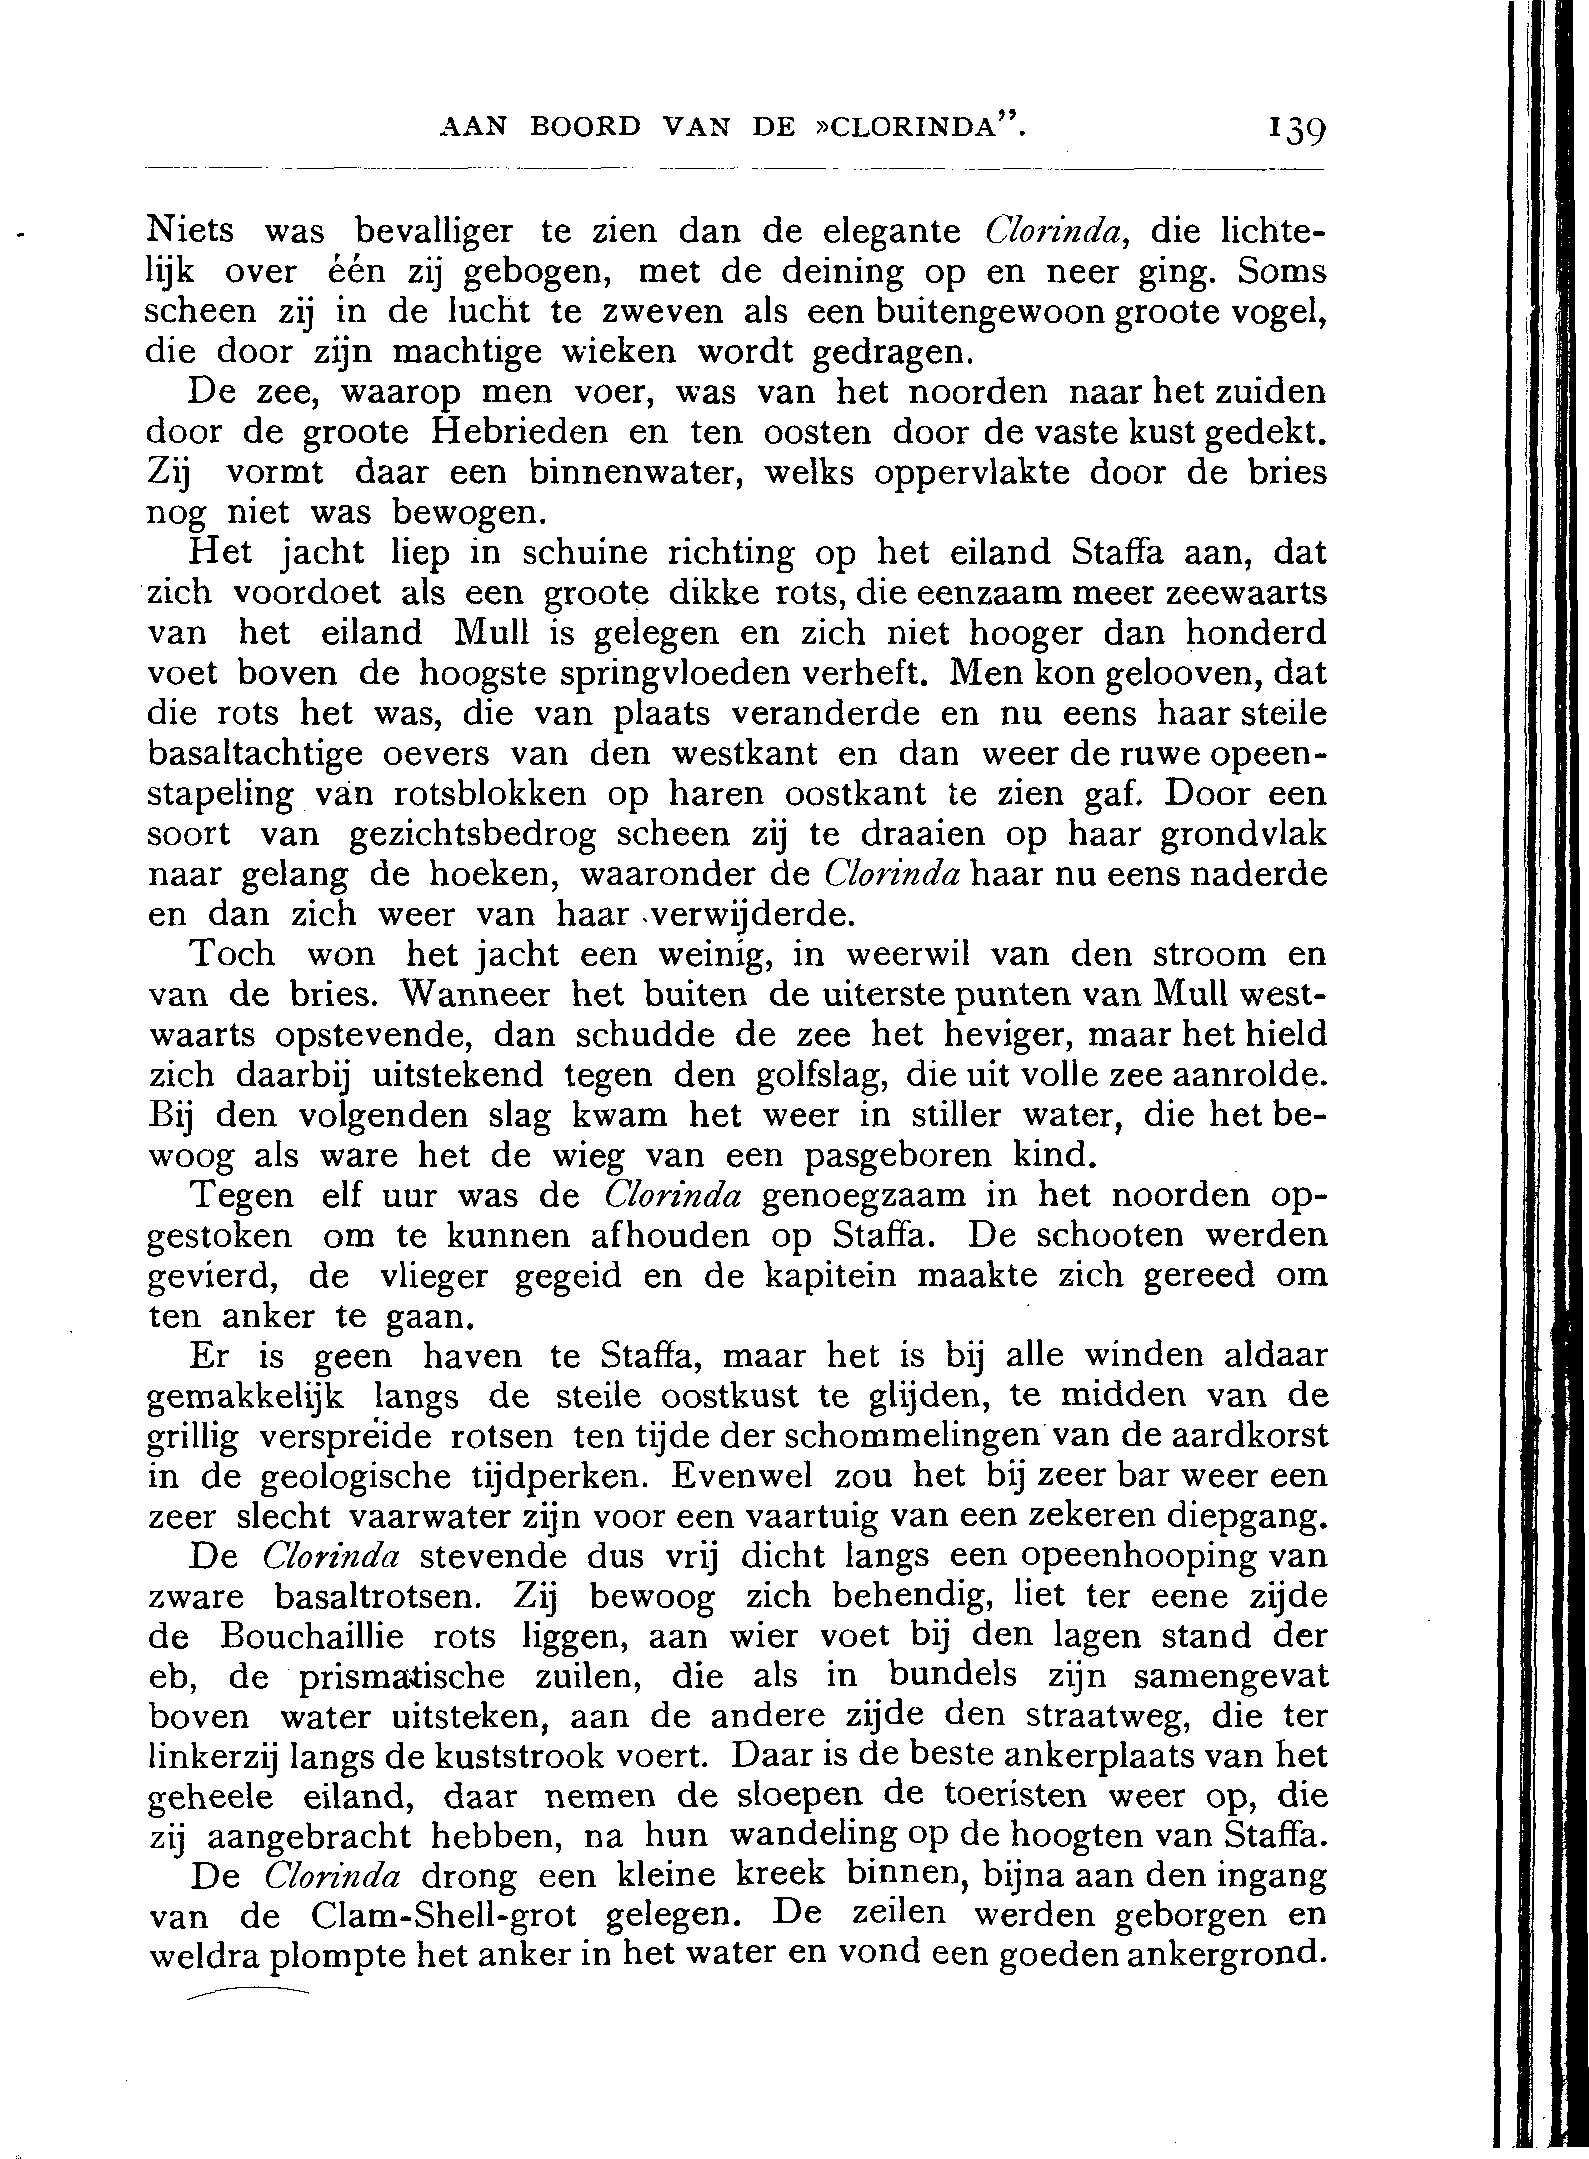 AAN BOORD VAN DE »CLORINDA”. 139
Niets was bevalliger te zien dan de elegante Clorinda, die lichte-
lijk over één zij gebogen, met de deining op en neer ging. Soms
scheen zij in de lucht te zweven als een buitengewoon groote vogel,
die door zijn machtige wieken wordt gedragen.
De zee, waarop men voer, was van het noorden naar het zuiden
door de groote Hebrieden en ten oosten door de vaste kust gedekt.
Zij vormt daar een binnenwater, welks oppervlakte door de bries
nog niet was bewogen.
Het jacht liep in schuine richting op het eiland Staffa aan, dat
zich voordoet als een groote dikke rots, die eenzaam meer zeewaarts
van het eiland Mull is gelegen en zich niet hooger dan honderd
voet boven de hoogste springvloeden verheft. Men kon gelooven, dat
die rots het was, die van plaats veranderde en nu eens haar steile
basaltachtige oevers van den westkant en dan weer de ruwe opeen-
stapeling van rotsblokken op haren oostkant te zien gaf. Door een
soort van gezichtsbedrog scheen zij te draaien op haar grondvlak
naar gelang de hoeken, waaronder de Clorinda haar nu eens naderde
en dan zich weer van haar verwijderde.
Toch won het jacht een weinig, in weerwil van den stroom en
van de bries. Wanneer het buiten de uiterste punten van Mull west-
waarts opstevende, dan schudde de zee het heviger, maar het hield
zich daarbij uitstekend tegen den golfslag, die uit volle zee aanrolde.
Bij den volgenden slag kwam het weer in stiller water, die het be-
woog als ware het de wieg van een pasgeboren kind.
Tegen elf uur was de Clorinda genoegzaam in het noorden op-
gestoken om te kunnen afhouden op Staffa. De schooten werden
gevierd, de vlieger gegeid en de kapitein maakte zich gereed om
ten anker te gaan.
Er is geen haven te Staffa, maar het is bij alle winden aldaar
gemakkelijk langs de steile oostkust te glijden, te midden van de
grillig verspreide rotsen ten tijde der schommelingen van de aardkorst
in de geologische tijdperken. Evenwel zou het bij zeer bar weer een
zeer slecht vaarwater zijn voor een vaartuig van een zekeren diepgang.
De Clorinda stevende dus vrij dicht langs een opeenhooping van
zware basaltrotsen. Zij bewoog zich behendig, liet ter eene zijde
de Bouchaillie rots liggen, aan wier voet bij den lagen stand der
eb, de prismatische zuilen, die als in bundels zijn samengevat
boven water uitsteken, aan de andere zijde den straatweg, die ter
linkerzij langs de kuststrook voert. Daar is de beste ankerplaats van het
geheele eiland, daar nemen de sloepen de toeristen weer op, die
zij aangebracht hebben, na hun wandeling op de hoogten van Staffa.
De Clorinda drong een kleine kreek binnen, bijna aan den ingang
van de Clam-Shell-grot gelegen. De zeilen werden geborgen en
weldra plompte het anker in het water en vond een goeden ankergrond.